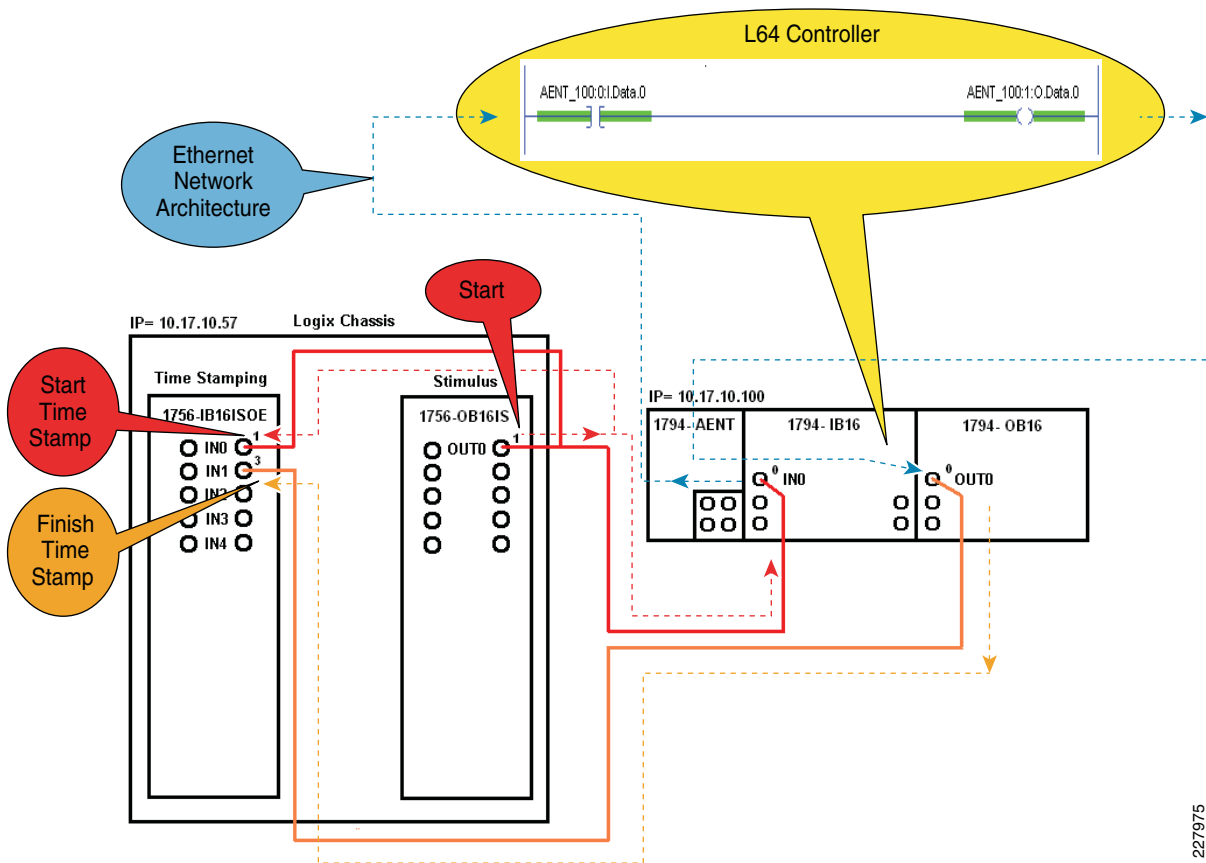 L64 Controller
AENT_100:0:I.Data.0
AENT_100:1:O.Data.0
Ethernet
Network
Architecture
Start
IP= 10.17.10.57
Logix Chassis
Start
Time
Stamp
Time Stamping
Stimulus
1756-IB16ISOE
1756-OB16IS
1
IN0
3
IN1
IN2
IN3
IN4
1
OUT0
Finish
Time
Stamp
IP= 10.17.10.100
1794- AENT
1794- IB16
1794- OB16
0
IN0
0
OUT0
227975